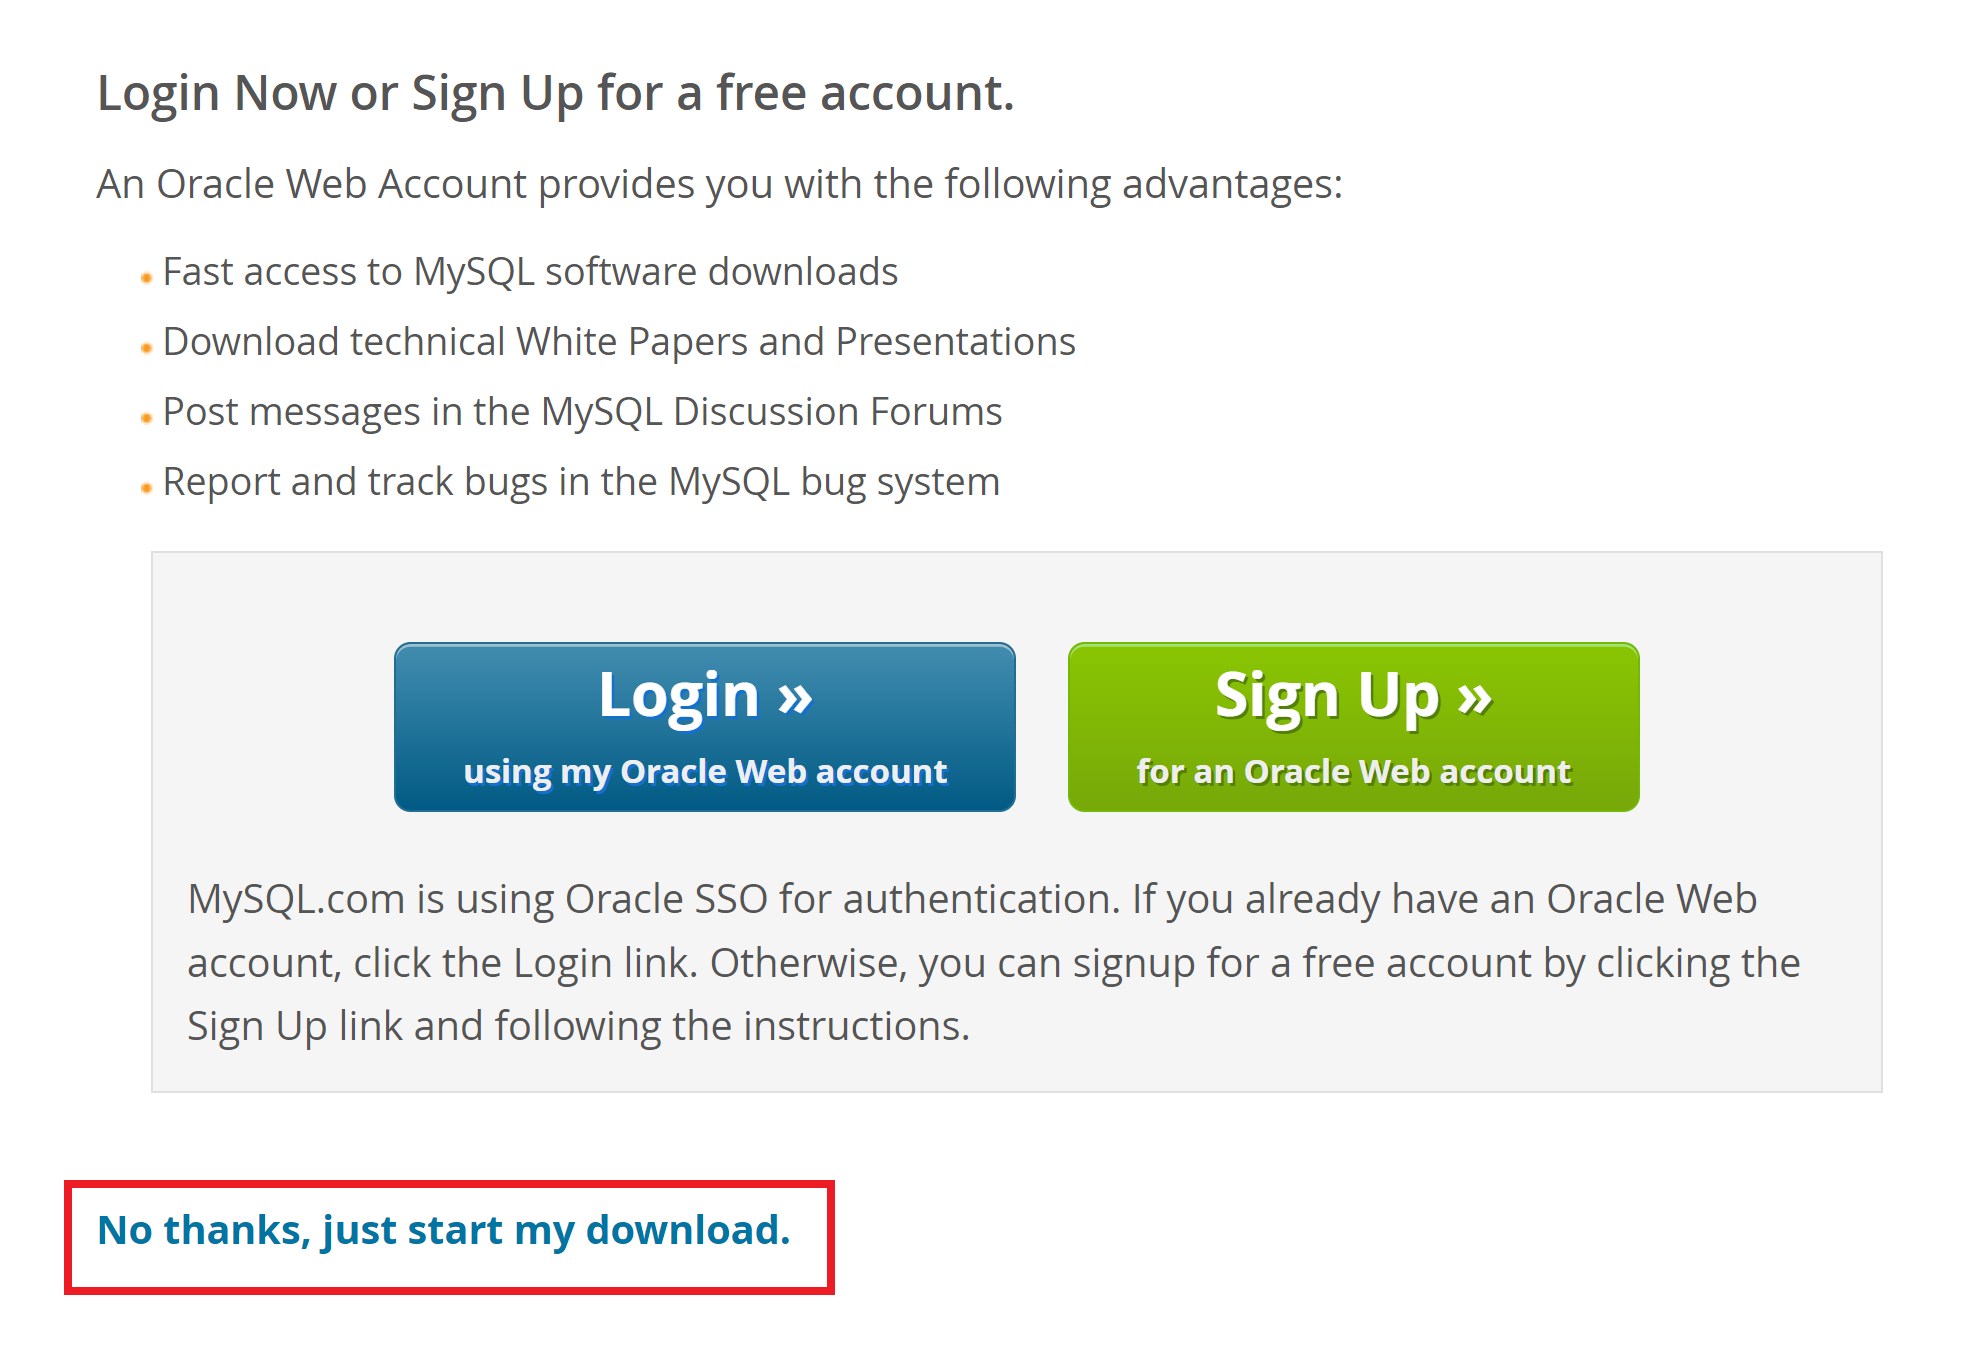 Login Now or Sign Up for a free account.
An Oracle Web Account provides you with the following advantages:
Fast access to MySQL software downloads
Download technical White Papers and Presentations
Post messages in the MySQL Discussion Forums
Report and track bugs in the MySQL bug system
Login »
using my Oracle Web account
Sign Up »
for an Oracle Web account
MySQL.com is using Oracle SSO for authentication. If you already have an Oracle Web
account, click the Login link. Otherwise, you can signup for a free account by clicking the
Sign Up link and following the instructions.
No thanks, just start my download.